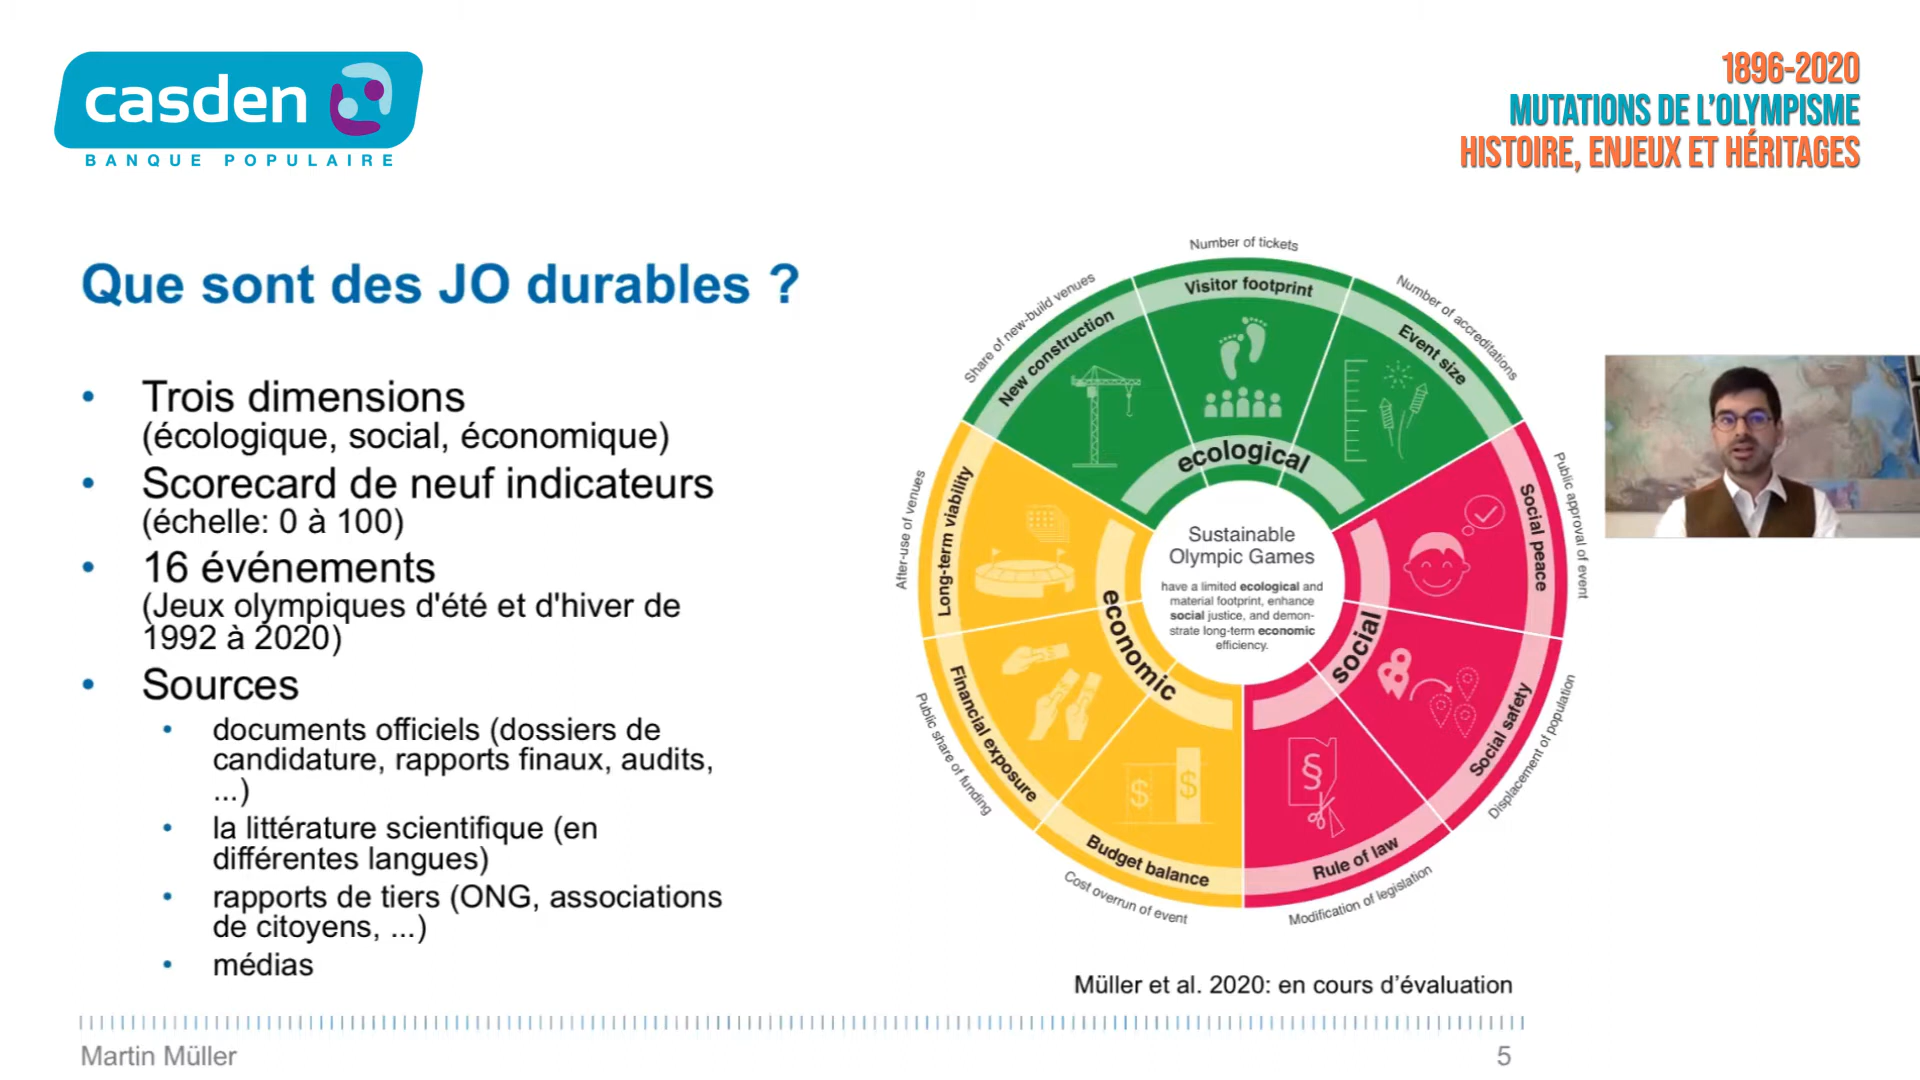 casden
BANQUE POPULAIRE
1896-2020
MUTATIONS DE L'OLYMPISME
HISTOIRE, ENJEUX ET HÉRITAGES
Que sont des JO durables ?
• Trois dimensions
(écologique, social, économique)
• Scorecard de neuf indicateurs
(échelle: 0 à 100)
• 16 événements
(Jeux olympiques d'été et d'hiver de
1992 à 2020)
• Sources
• documents officiels (dossiers de
candidature, rapports finaux, audits,
...)
• la littérature scientifique (en
différentes langues)
• rapports de tiers (ONG, associations
de citoyens, ...)
• médias
Number of tickets
Visitor footprint
Share of new-build venues
New construction
Number of accreditations
Event size
ecological
After-use of venues
Long-term viability
Public approval of event
Social peace
Sustainable
Olympic Games
have a limited ecological and
material footprint, enhance
social justice, and demon-
strate long-term economic
efficiency.
economic
social
Public share of funding
Financial exposure
Displacement of population
Social safety
$ $
§
Budget balance
Cost overrun of event
Rule of law
Modification of legislation
Müller et al. 2020: en cours d'évaluation
Martin Müller
5